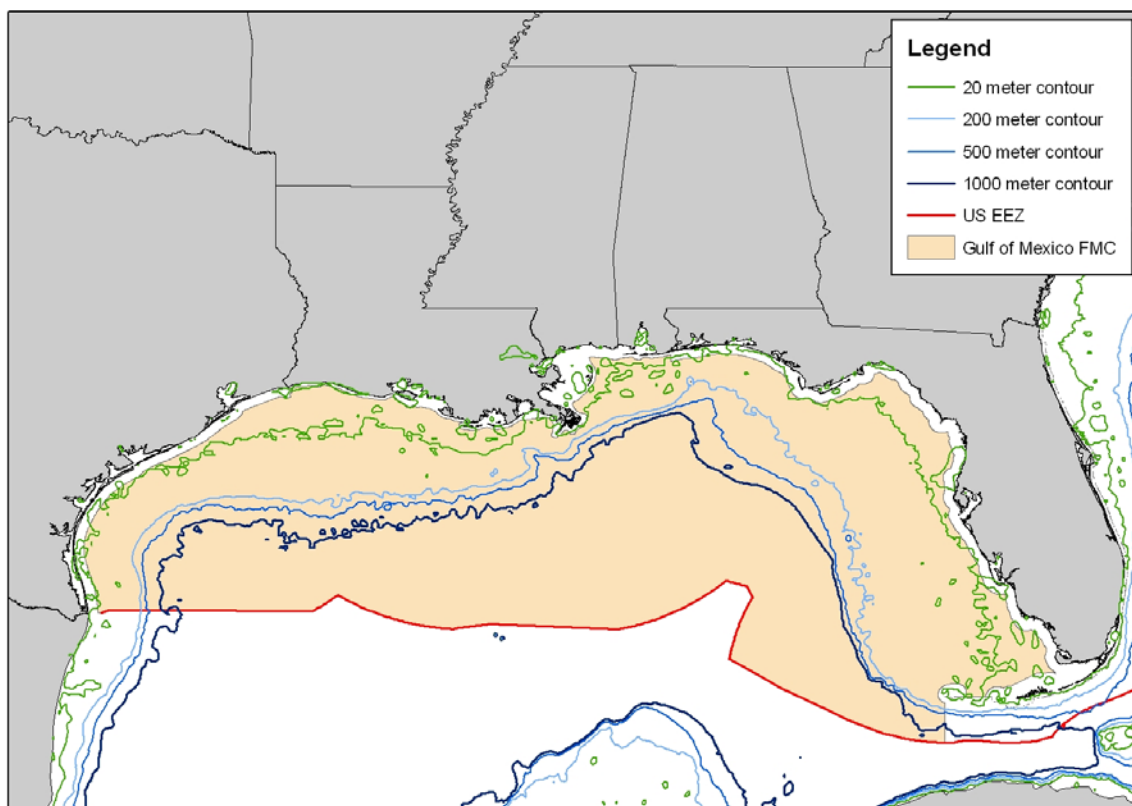 Legend
20 meter contour
200 meter contour
500 meter contour
1000 meter contour
US EEZ
Gulf of Mexico FMC